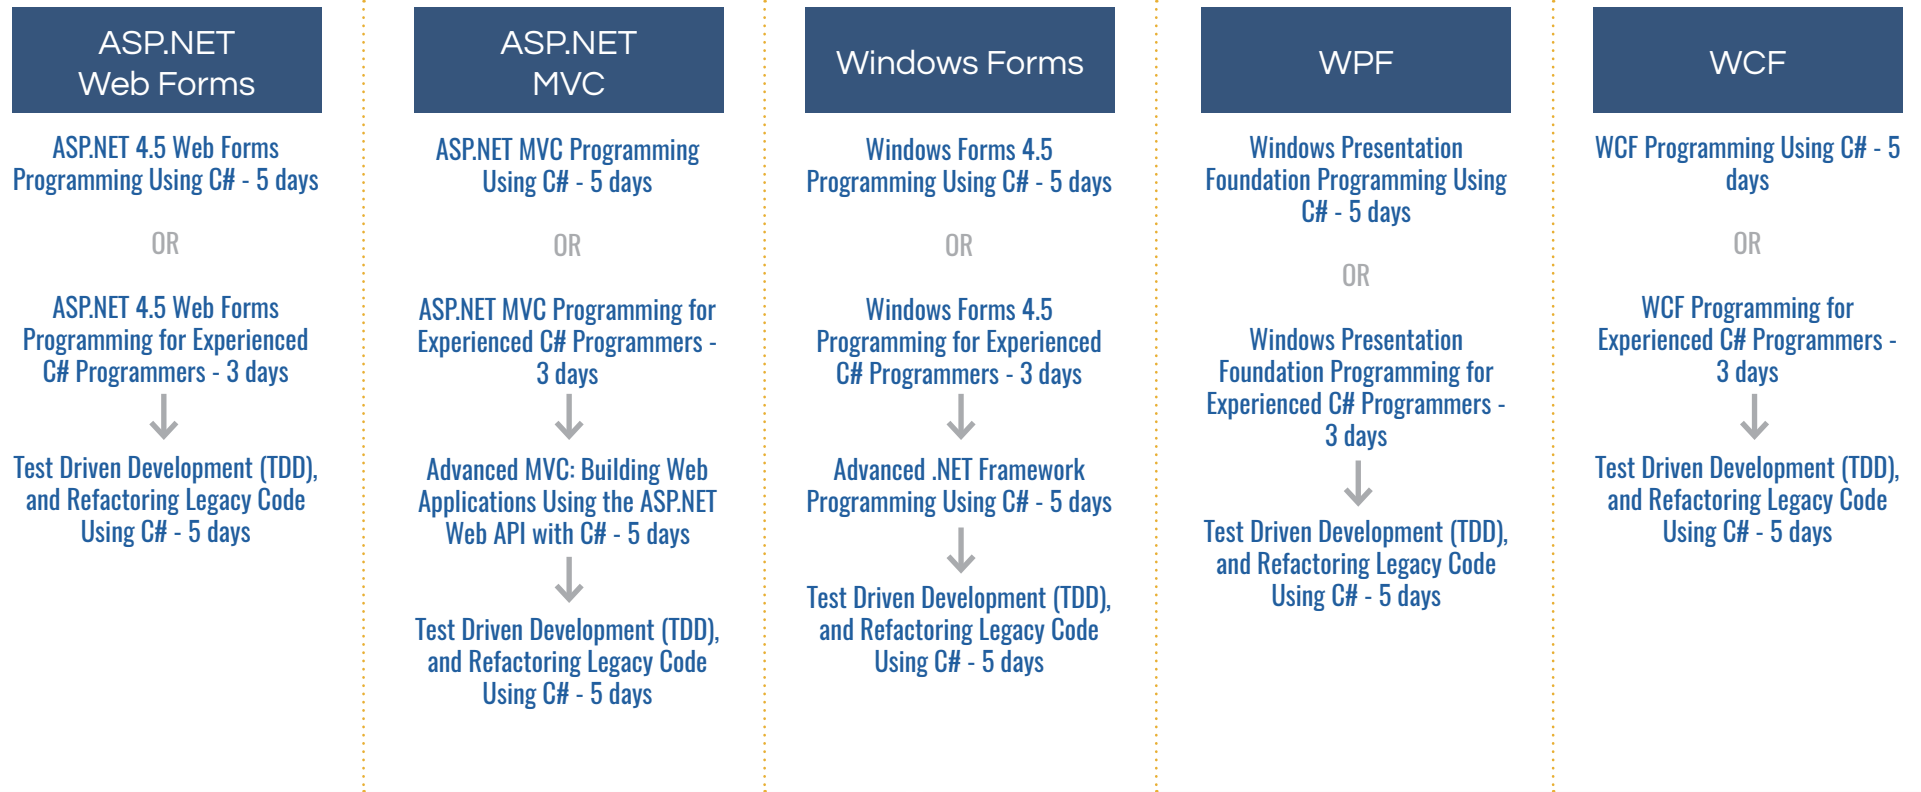 ASP.NET
Web Forms
ASP.NET 4.5 Web Forms
Programming Using C# - 5 days
OR
ASP.NET 4.5 Web Forms
Programming for Experienced
C# Programmers - 3 days
Test Driven Development (TDD),
and Refactoring Legacy Code
Using C# - 5 days
ASP.NET
MVC
ASP.NET MVC Programming
Using C# - 5 days
OR
ASP.NET MVC Programming for
Experienced C# Programmers -
3 days
Advanced MVC: Building Web
Applications Using the ASP.NET
Web API with C# - 5 days
Test Driven Development (TDD),
and Refactoring Legacy Code
Using C# - 5 days
Windows Forms
Windows Forms 4.5
Programming Using C# - 5 days
OR
Windows Forms 4.5
Programming for Experienced
C# Programmers - 3 days
Advanced .NET Framework
Programming Using C# - 5 days
Test Driven Development (TDD),
and Refactoring Legacy Code
Using C# - 5 days
WPF
Windows Presentation
Foundation Programming Using
C# - 5 days
OR
Windows Presentation
Foundation Programming for
Experienced C# Programmers -
3 days
Test Driven Development (TDD),
and Refactoring Legacy Code
Using C# - 5 days
WCF
WCF Programming Using C# - 5
days
OR
WCF Programming for
Experienced C# Programmers -
3 days
Test Driven Development (TDD),
and Refactoring Legacy Code
Using C# - 5 days